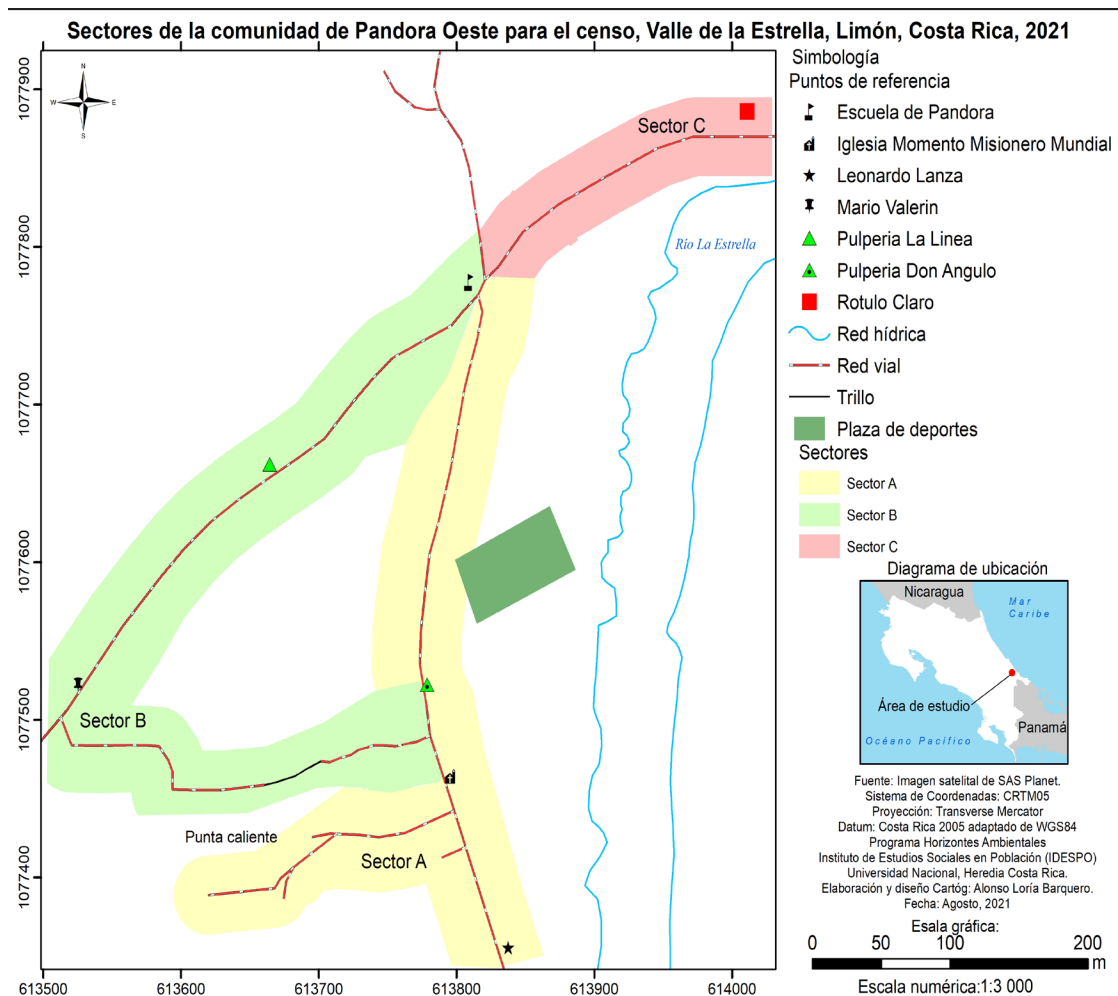 Sectores de la comunidad de Pandora Oeste para el censo, Valle de la Estrella, Limón, Costa Rica, 2021
N
W
E
S
Sector C
Río La Estrella
Sector B
Punta caliente
Sector A
1077900
1077800
1077700
1077600
1077500
1077400
613500
613600
613700
613800
613900
614000
Simbología
Puntos de referencia
Escuela de Pandora
Iglesia Momento Misionero Mundial
Leonardo Lanza
Mario Valerin
Pulperia La Linea
Pulperia Don Angulo
Rotulo Claro
Red hídrica
Red vial
Trillo
Plaza de deportes
Sectores
Sector A
Sector B
Sector C
Diagrama de ubicación
Nicaragua
Mar
Caribe
Área de estudio
Panamá
Océano Pacífico
Fuente: Imagen satelital de SAS Planet.
Sistema de Coordenadas: CRTM05
Proyección: Transverse Mercator
Datum: Costa Rica 2005 adaptado de WGS84
Programa Horizontes Ambientales
Instituto de Estudios Sociales en Población (IDESPO)
Universidad Nacional, Heredia Costa Rica.
Elaboración y diseño Cartóg: Alonso Loría Barquero.
Fecha: Agosto, 2021
Esala gráfica:
0 50 100 200
m
Escala numérica:1:3 000